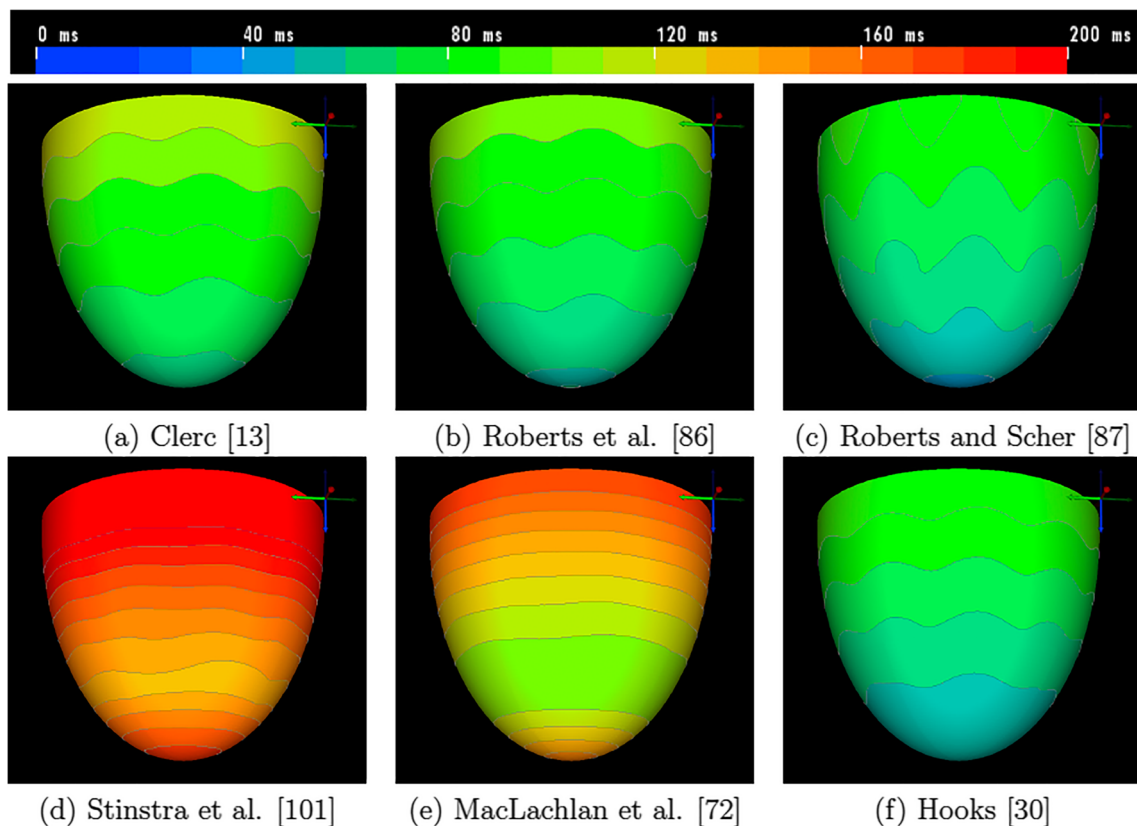 0 ms 40 ms 80 ms 120 ms 160 ms 200 ms
(a) Clerc [13] (b) Roberts et al. [86] (c) Roberts and Scher [87]
(d) Stinstra et al. [101] (e) MacLachlan et al. [72] (f) Hooks [30]